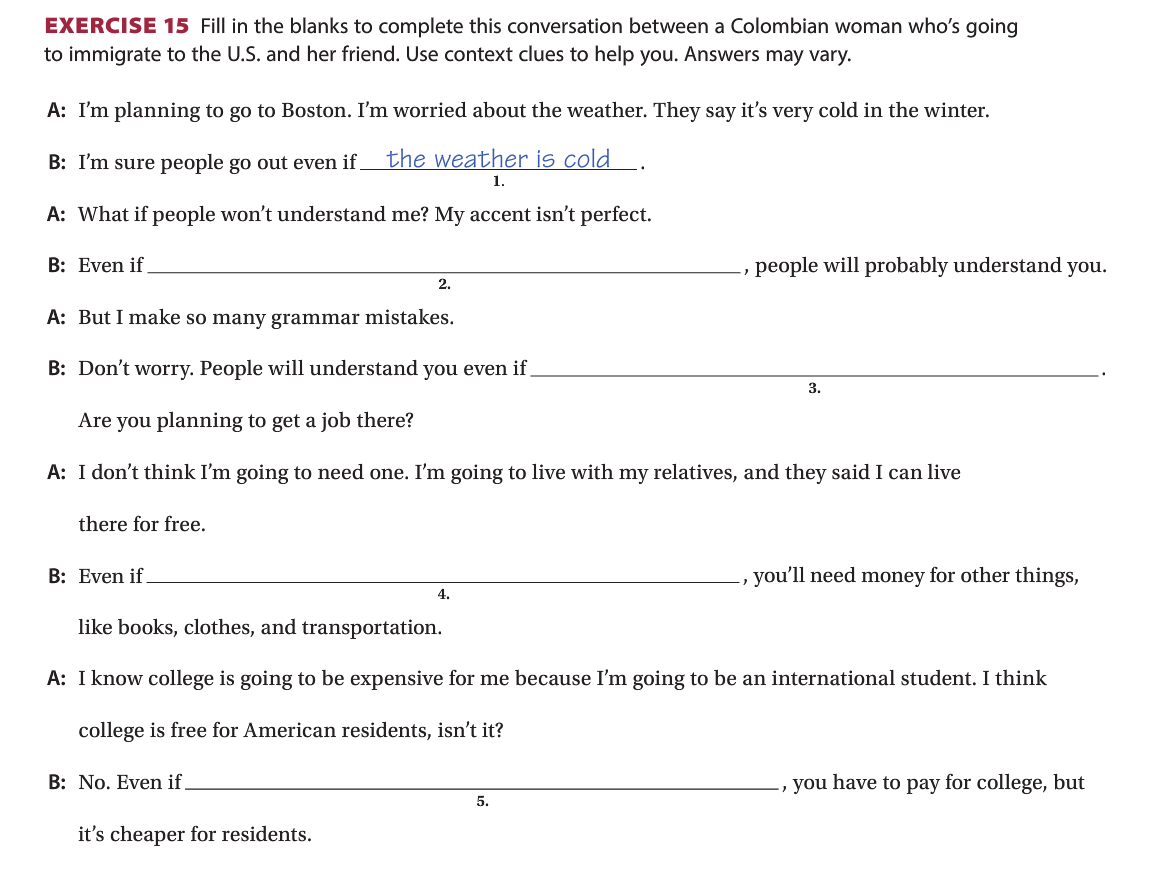 EXERCISE 15 Fill in the blanks to complete this conversation between a Colombian woman who's going
to immigrate to the U.S. and her friend. Use context clues to help you. Answers may vary.
A: I'm planning to go to Boston. I'm worried about the weather. They say it's very cold in the winter.
B: I'm sure people go out even if the weather is cold.
1.
A: What if people won't understand me? My accent isn't perfect.
B: Even if ____________, people will probably understand you.
2.
A: But I make so many grammar mistakes.
B: Don't worry. People will understand you even if ____________.
3.
Are you planning to get a job there?
A: I don't think I'm going to need one. I'm going to live with my relatives, and they said I can live
there for free.
B: Even if ____________, you'll need money for other things,
4.
like books, clothes, and transportation.
A: I know college is going to be expensive for me because I'm going to be an international student. I think
college is free for American residents, isn't it?
B: No. Even if ____________, you have to pay for college, but
5.
it's cheaper for residents.